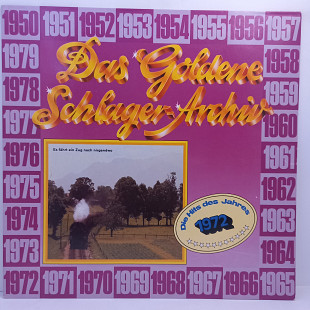 1950 1951 1952 1953 1954 1955 1956 1957
1979 1958
1978 1959
1977 1960
1976 1961
1975 1962
1974 1963
1973 1964
1972 1971 1970 1969 1968 1967 1966 1965
Das Goldene
Schlager-Archiv
Es fährt ein Zug nach nirgendwo
Die Hits des Jahres
1972